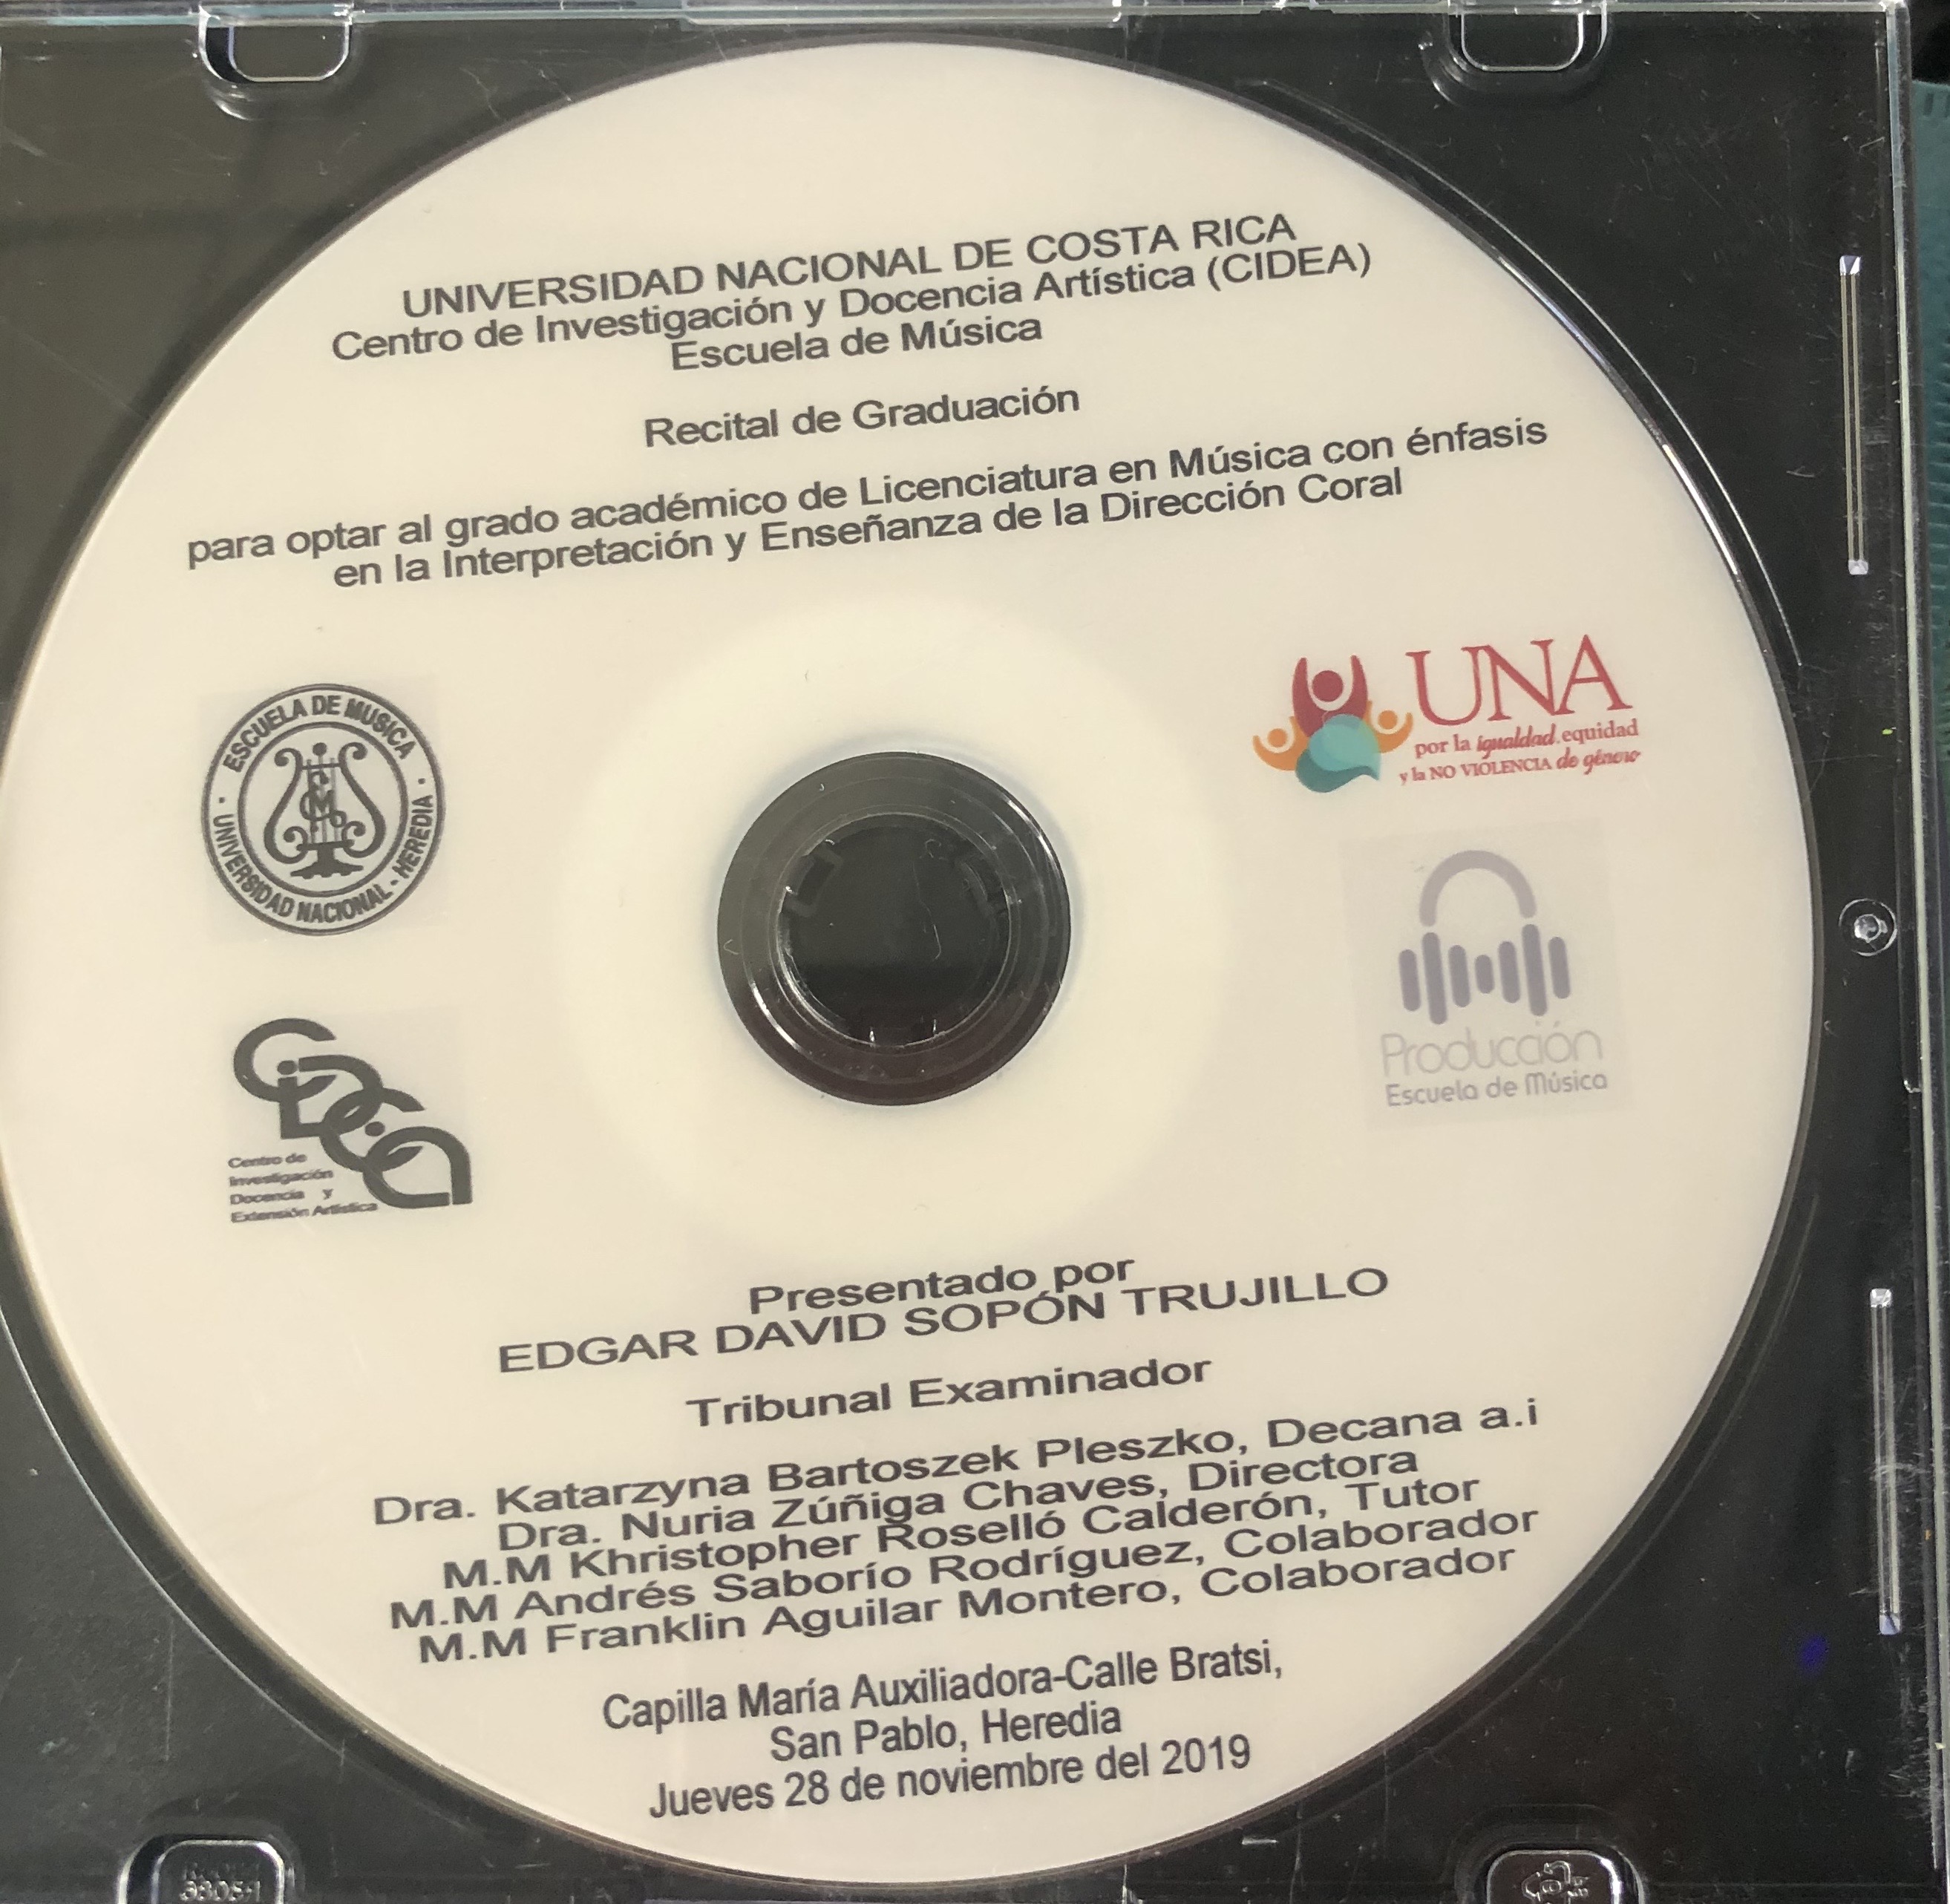 UNIVERSIDAD NACIONAL DE COSTA RICA
Centro de Investigación y Docencia Artística (CIDEA)
Escuela de Música
Recital de Graduación
para optar al grado académico de Licenciatura en Música con énfasis
en la Interpretación y Enseñanza de la Dirección Coral
ESCUELA DE MUSICA
UNIVERSIDAD NACIONAL - HEREDIA
UNA
por la igualdad, equidad
y la NO VIOLENCIA de género
Producción
Escuela de Música
CIDEA
Centro de
Investigación
Docencia y
Extensión Artística
Presentado por
EDGAR DAVID SOPÓN TRUJILLO
Tribunal Examinador
Dra. Katarzyna Bartoszek Pleszko, Decana a.i
Dra. Nuria Zúñiga Chaves, Directora
M.M Khristopher Roselló Calderón, Tutor
M.M Andrés Saborío Rodríguez, Colaborador
M.M Franklin Aguilar Montero, Colaborador
Capilla María Auxiliadora-Calle Bratsi,
San Pablo, Heredia
Jueves 28 de noviembre del 2019